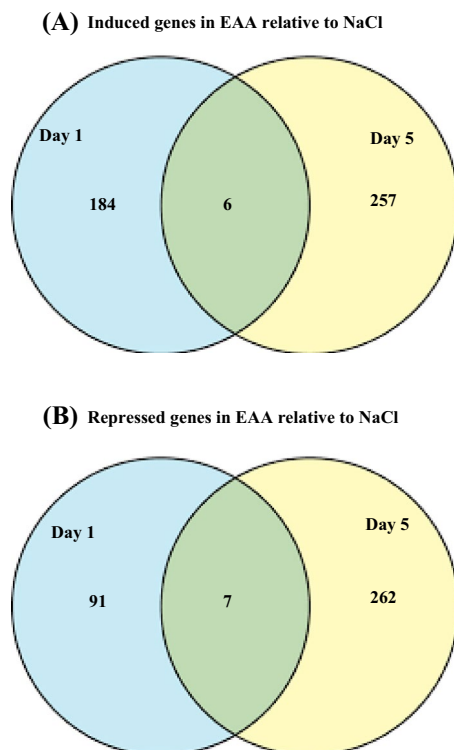 (A) Induced genes in EAA relative to NaCl
Day 1
Day 5
184
6
257
(B) Repressed genes in EAA relative to NaCl
Day 1
Day 5
91
7
262